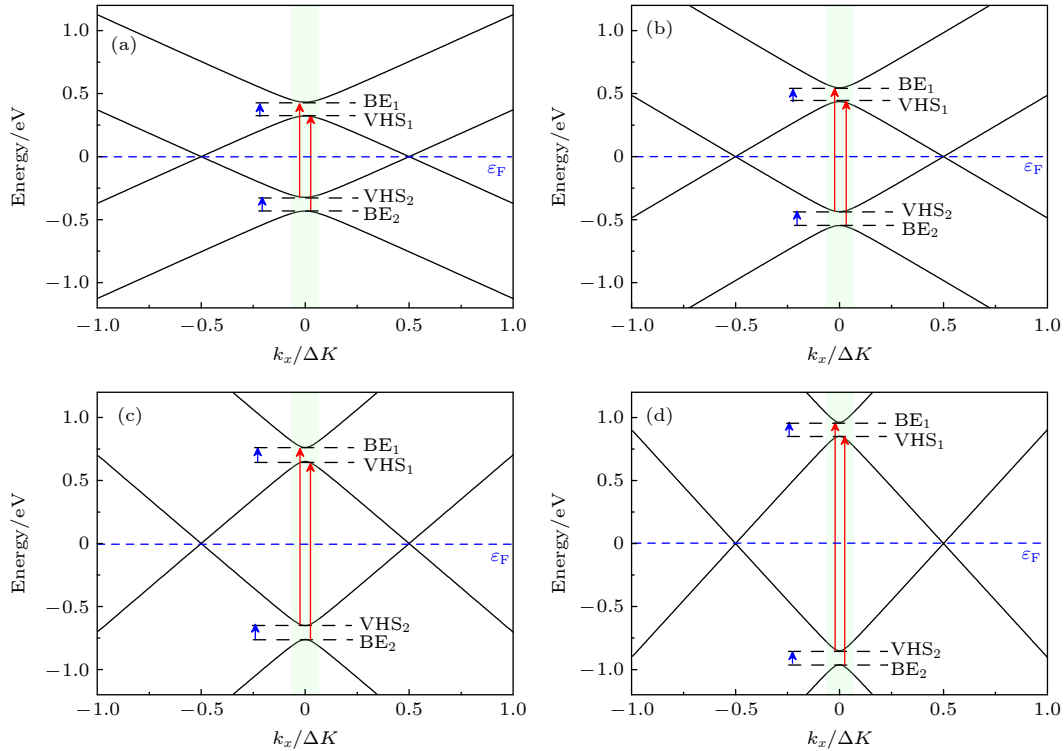 (a)
1.0
0.5
0
−0.5
−1.0
Energy/eV
BE₁
VHS₁
εF
VHS₂
BE₂
−1.0 −0.5 0 0.5 1.0
kₓ/ΔK
(b)
1.0
0.5
0
−0.5
−1.0
Energy/eV
BE₁
VHS₁
εF
VHS₂
BE₂
−1.0 −0.5 0 0.5 1.0
kₓ/ΔK
(c)
1.0
0.5
0
−0.5
−1.0
Energy/eV
BE₁
VHS₁
εF
VHS₂
BE₂
−1.0 −0.5 0 0.5 1.0
kₓ/ΔK
(d)
1.0
0.5
0
−0.5
−1.0
Energy/eV
BE₁
VHS₁
εF
VHS₂
BE₂
−1.0 −0.5 0 0.5 1.0
kₓ/ΔK